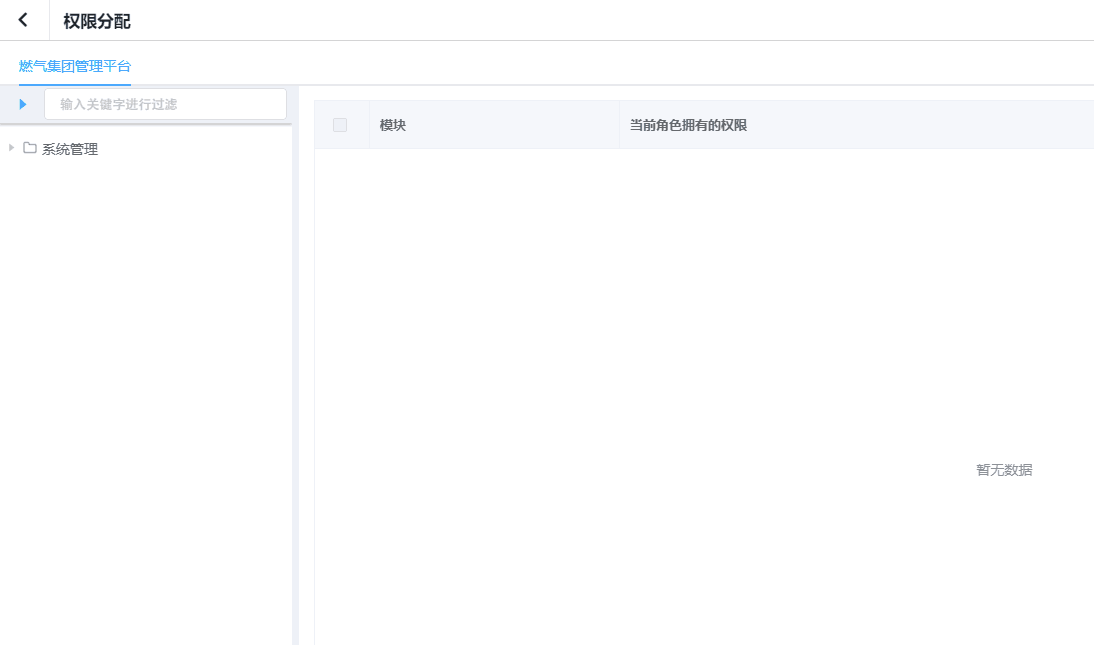 权限分配
燃气集团管理平台
输入关键字进行过滤
系统管理
模块
当前角色拥有的权限
暂无数据